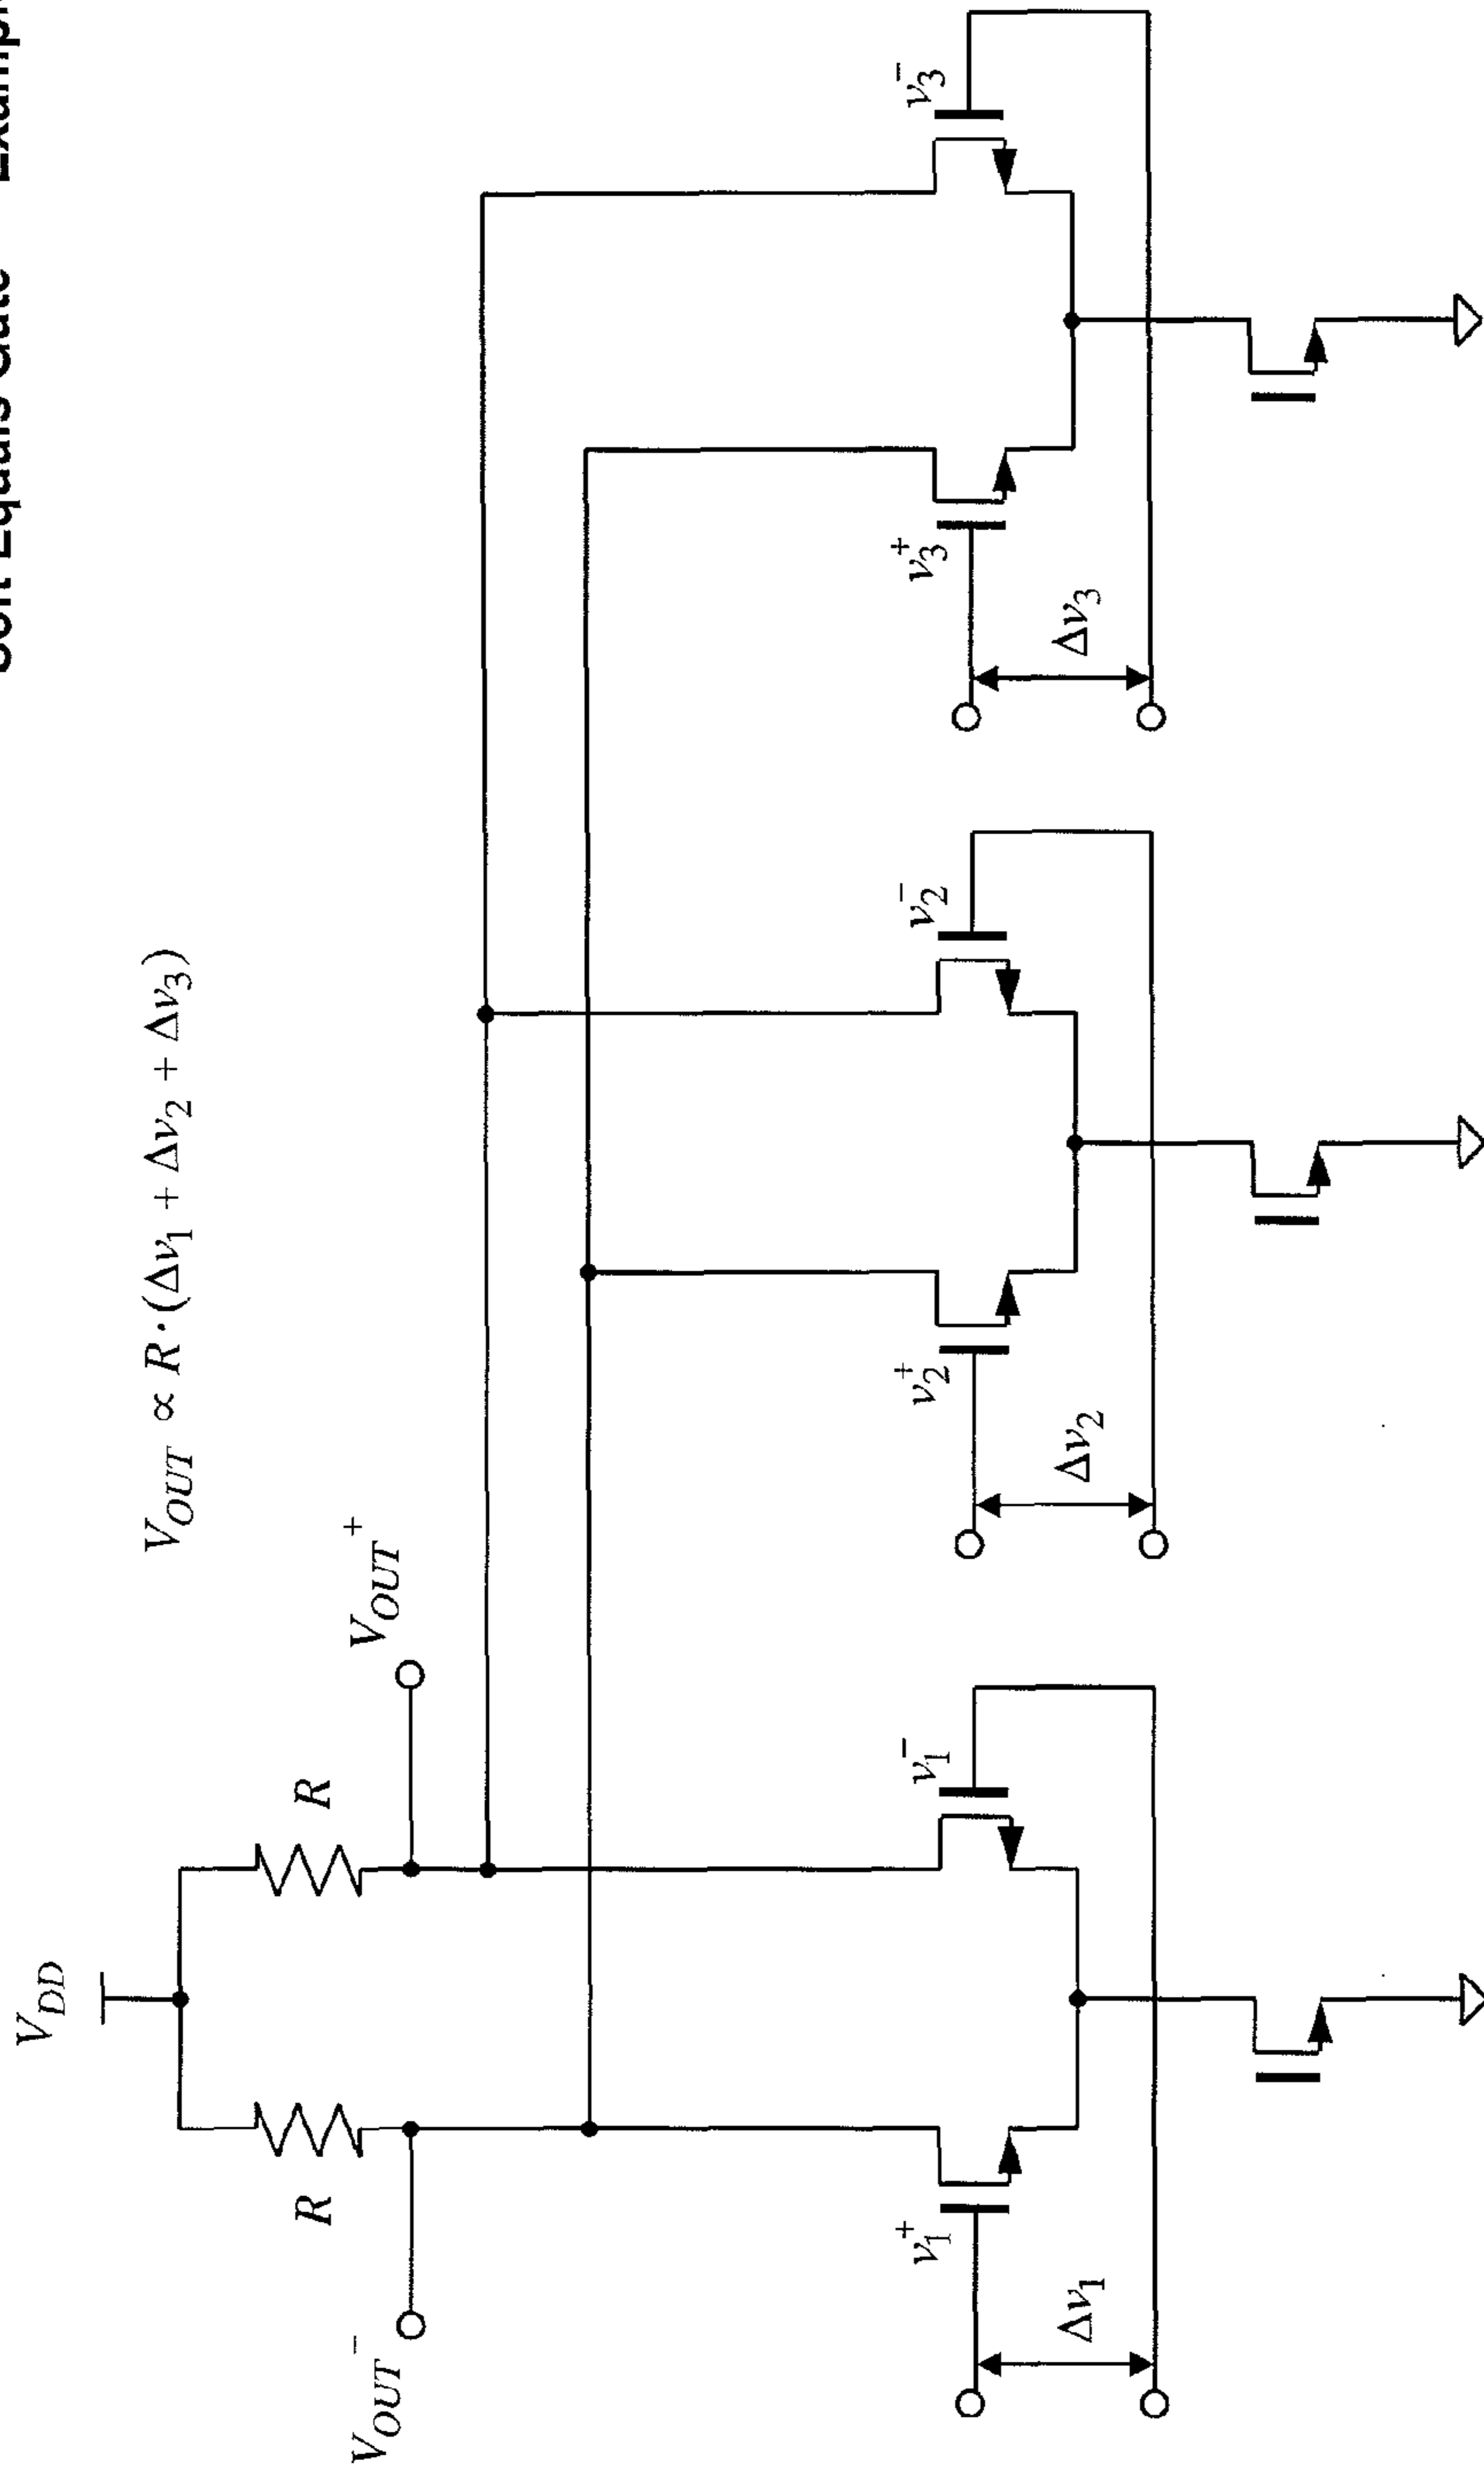 Soft Equals Gate
V_DD
R
R
V_OUT^-
V_OUT^+
V_OUT ∝ R·(Δv_1 + Δv_2 + Δv_3)
v_1^+
v_1^-
Δv_1
v_2^+
v_2^-
Δv_2
v_3^+
v_3^-
Δv_3